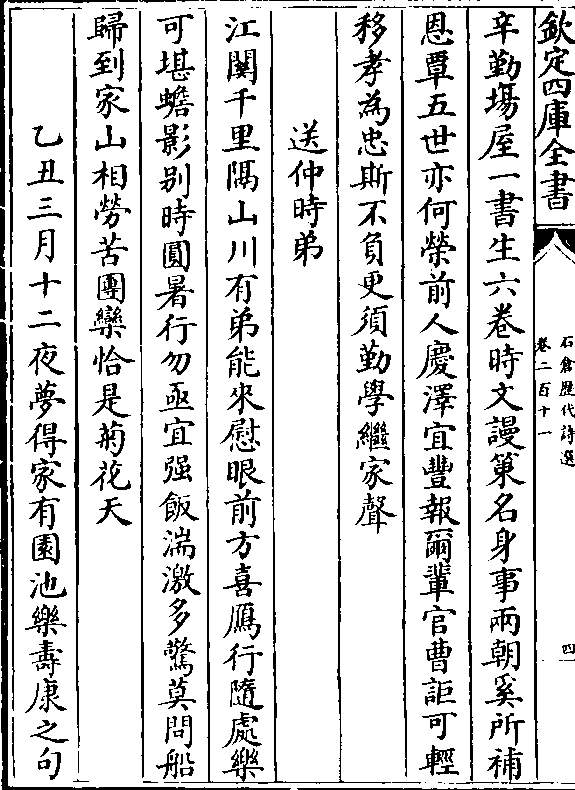 欽定四庫全書
石倉歷代詩選
卷二百十一
四
辛勤塲屋一書生六卷時文謾策名身事兩朝奚所補
恩覃五世亦何榮前人慶澤宜豐報爾輩官曹詎可輕
移孝為忠斯不負更須勤學繼家聲
送仲時弟
江關千里隔山川有弟能來慰眼前方喜鴈行隨處樂
可堪蟾影别時圓暑行勿亟宜强飯湍激多驚莫問船
歸到家山相勞苦團欒恰是菊花天
乙丑三月十二夜夢得家有園池樂壽康之句